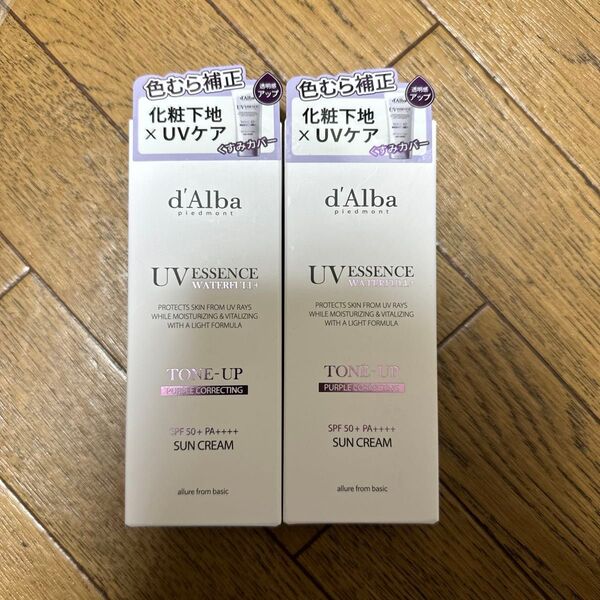 色むら補正
透明感
アップ
化粧下地
×UVケア
くすみカバー
d'Alba
piedmont
UV ESSENCE
WATERFULL+
PROTECTS SKIN FROM UV RAYS
WHILE MOISTURIZING & VITALIZING
WITH A LIGHT FORMULA
TONE-UP
PURPLE CORRECTING
SPF 50+ PA++++
SUN CREAM
allure from basic
色むら補正
透明感
アップ
化粧下地
×UVケア
くすみカバー
d'Alba
piedmont
UV ESSENCE
WATERFULL+
PROTECTS SKIN FROM UV RAYS
WHILE MOISTURIZING & VITALIZING
WITH A LIGHT FORMULA
TONE-UP
PURPLE CORRECTING
SPF 50+ PA++++
SUN CREAM
allure from basic